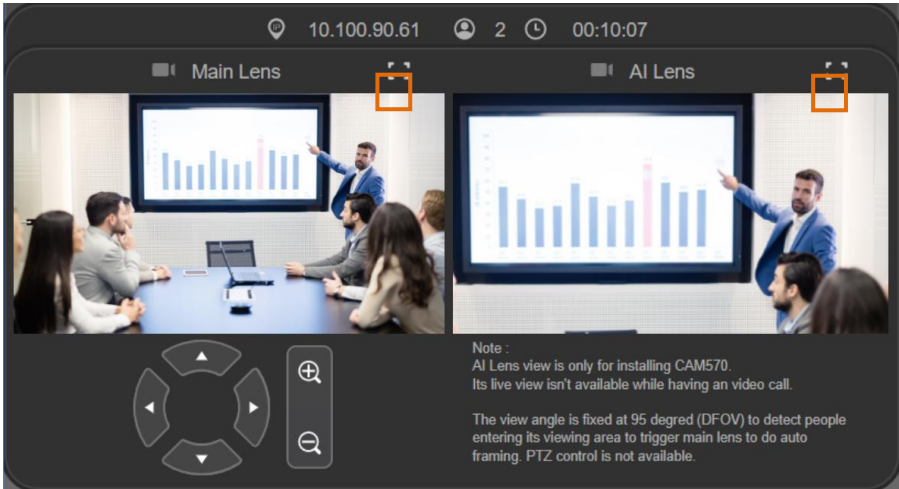 10.100.90.61 2 00:10:07
Main Lens
AI Lens
Note :
AI Lens view is only for installing CAM570.
Its live view isn't available while having an video call.
The view angle is fixed at 95 degred (DFOV) to detect people
entering its viewing area to trigger main lens to do auto
framing. PTZ control is not available.